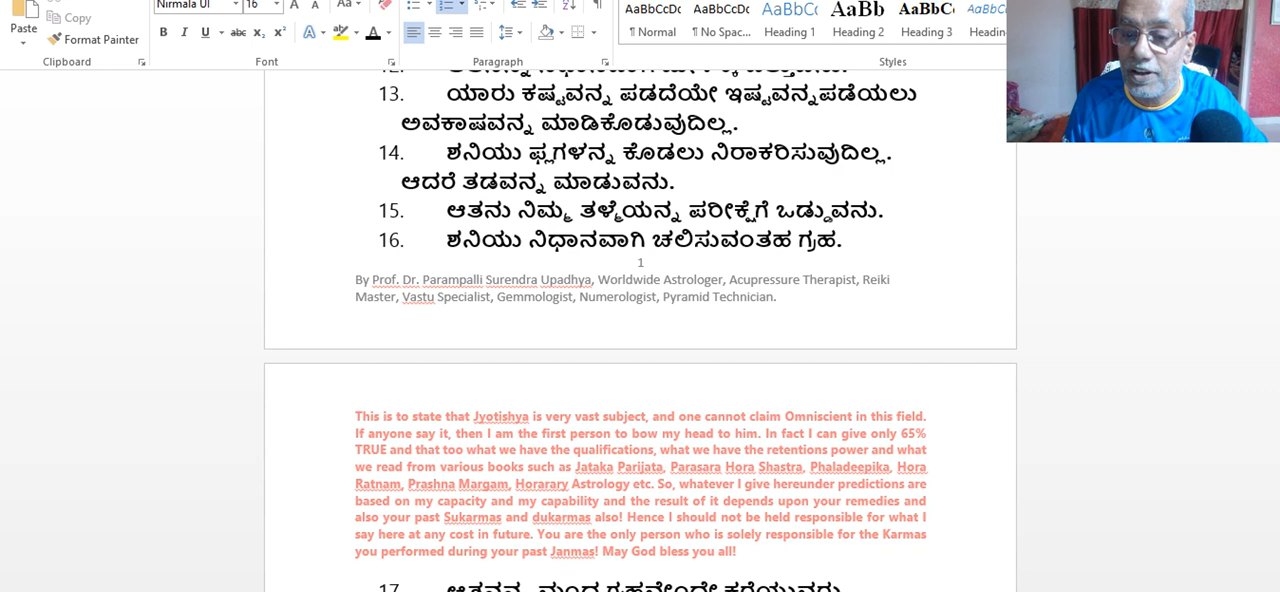 Nirmala UI 16
Copy
Paste Format Painter
B I U abc x₂ x²
AaBbCcDc AaBbCcDc AaBbCc AaBb AaBbCc AaBbC
¶ Normal ¶ No Spac... Heading 1 Heading 2 Heading 3
Clipboard Font Paragraph Styles
13. ಯಾರು ಕಷ್ಟವನ್ನ ಪಡದೆಯೇ ಇಷ್ಟವನ್ನಪಡೆಯಲು
ಅವಕಾಷವನ್ನ ಮಾಡಿಕೊಡುವುದಿಲ್ಲ.
14. ಶನಿಯು ಫ್ಲಗಳನ್ನ ಕೊಡಲು ನಿರಾಕರಿಸುವುದಿಲ್ಲ.
ಆದರೆ ತಡವನ್ನ ಮಾಡುವನು.
15. ಆತನು ನಿಮ್ಮ ತಳ್ಮೆಯನ್ನ ಪರೀಕ್ಷೆಗೆ ಒಡ್ಡುವನು.
16. ಶನಿಯು ನಿಧಾನವಾಗಿ ಚಲಿಸುವಂತಹ ಗ್ರಹ.
1
By Prof. Dr. Parampalli Surendra Upadhya, Worldwide Astrologer, Acupressure Therapist, Reiki
Master, Vastu Specialist, Gemmologist, Numerologist, Pyramid Technician.
This is to state that Jyotishya is very vast subject, and one cannot claim Omniscient in this field.
If anyone say it, then I am the first person to bow my head to him. In fact I can give only 65%
TRUE and that too what we have the qualifications, what we have the retentions power and what
we read from various books such as Jataka Parijata, Parasara Hora Shastra, Phaladeepika, Hora
Ratnam, Prashna Margam, Horarary Astrology etc. So, whatever I give hereunder predictions are
based on my capacity and my capability and the result of it depends upon your remedies and
also your past Sukarmas and dukarmas also! Hence I should not be held responsible for what I
say here at any cost in future. You are the only person who is solely responsible for the Karmas
you performed during your past Janmas! May God bless you all!
17.